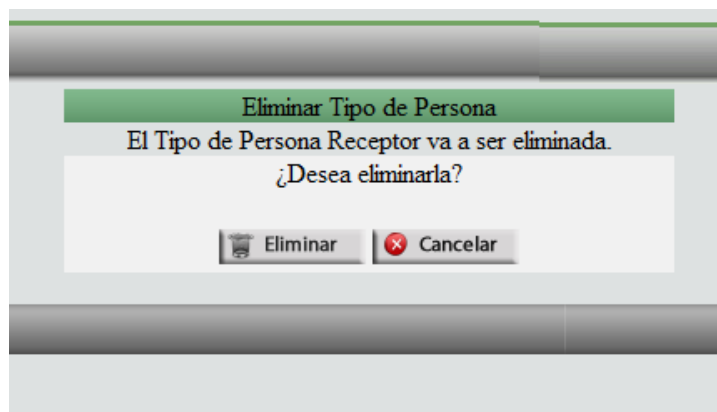 Eliminar Tipo de Persona
El Tipo de Persona Receptor va a ser eliminada.
¿Desea eliminarla?
Eliminar Cancelar